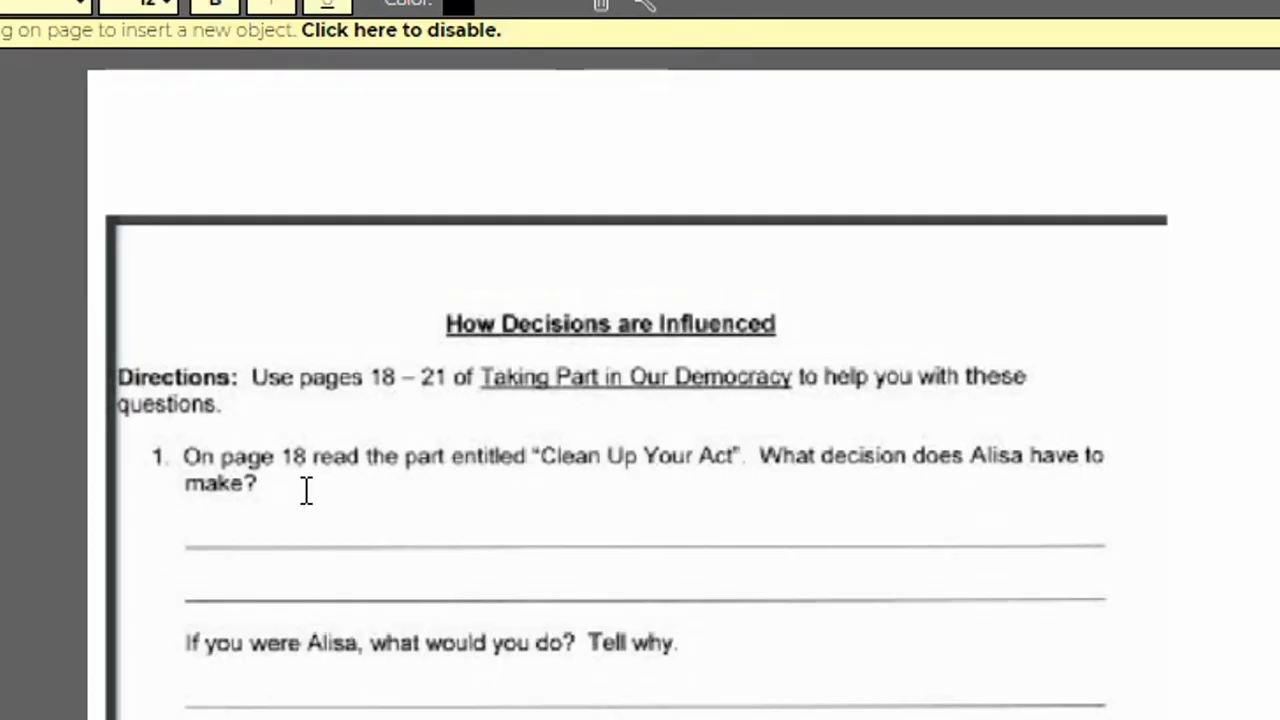 12 B I U Color:
g on page to insert a new object. Click here to disable.
How Decisions are Influenced
Directions: Use pages 18 – 21 of Taking Part in Our Democracy to help you with these
questions.
1. On page 18 read the part entitled “Clean Up Your Act”. What decision does Alisa have to
make?
If you were Alisa, what would you do? Tell why.